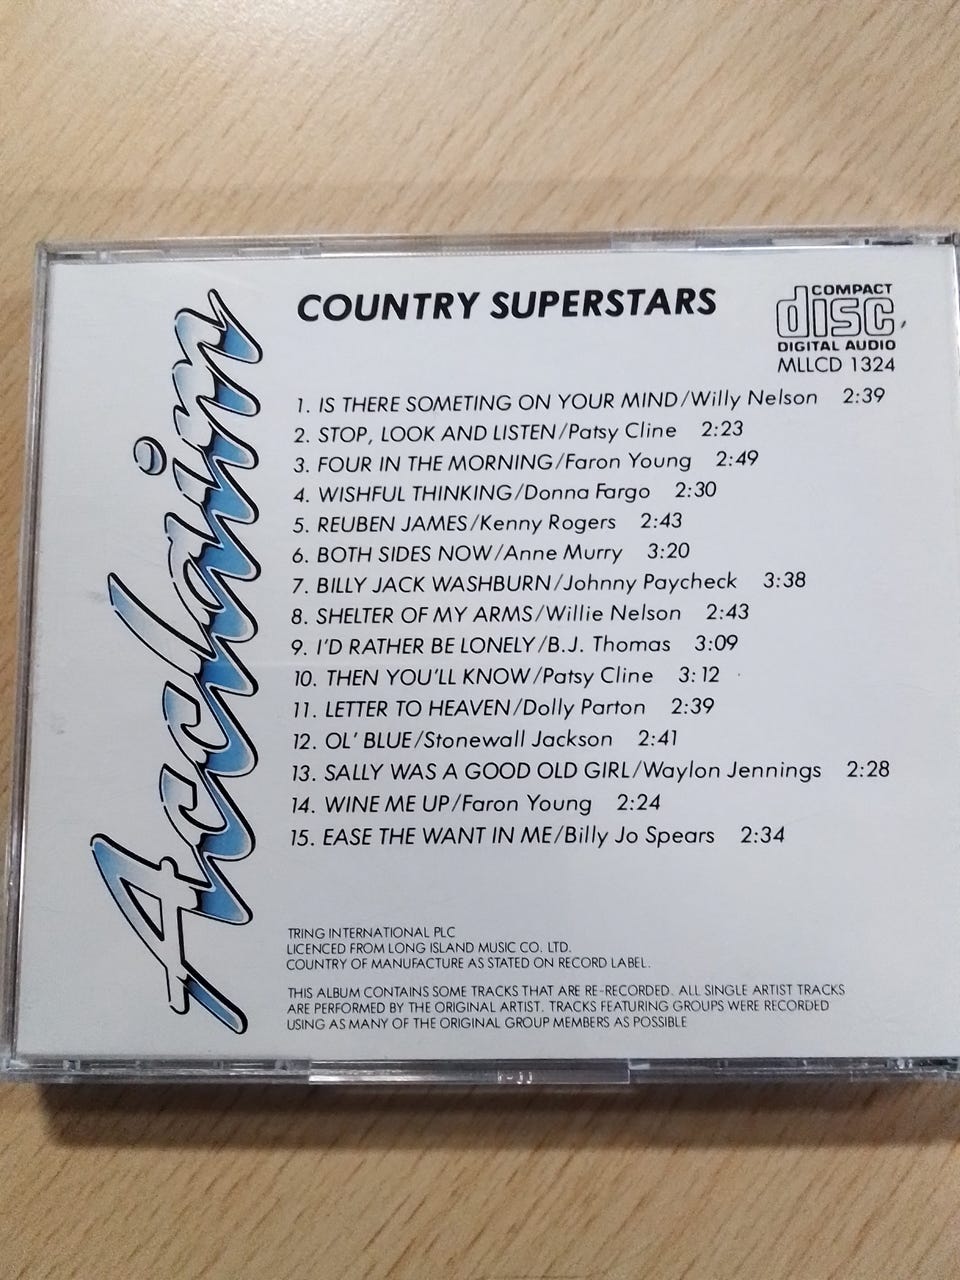 Acclaim
COUNTRY SUPERSTARS
COMPACT
disc
DIGITAL AUDIO
MLLCD 1324
1. IS THERE SOMETING ON YOUR MIND/Willy Nelson 2:39
2. STOP, LOOK AND LISTEN/Patsy Cline 2:23
3. FOUR IN THE MORNING/Faron Young 2:49
4. WISHFUL THINKING/Donna Fargo 2:30
5. REUBEN JAMES/Kenny Rogers 2:43
6. BOTH SIDES NOW/Anne Murry 3:20
7. BILLY JACK WASHBURN/Johnny Paycheck 3:38
8. SHELTER OF MY ARMS/Willie Nelson 2:43
9. I'D RATHER BE LONELY/B.J. Thomas 3:09
10. THEN YOU'LL KNOW/Patsy Cline 3:12
11. LETTER TO HEAVEN/Dolly Parton 2:39
12. OL' BLUE/Stonewall Jackson 2:41
13. SALLY WAS A GOOD OLD GIRL/Waylon Jennings 2:28
14. WINE ME UP/Faron Young 2:24
15. EASE THE WANT IN ME/Billy Jo Spears 2:34
TRING INTERNATIONAL PLC
LICENCED FROM LONG ISLAND MUSIC CO. LTD.
COUNTRY OF MANUFACTURE AS STATED ON RECORD LABEL.
THIS ALBUM CONTAINS SOME TRACKS THAT ARE RE-RECORDED. ALL SINGLE ARTIST TRACKS
ARE PERFORMED BY THE ORIGINAL ARTIST. TRACKS FEATURING GROUPS WERE RECORDED
USING AS MANY OF THE ORIGINAL GROUP MEMBERS AS POSSIBLE